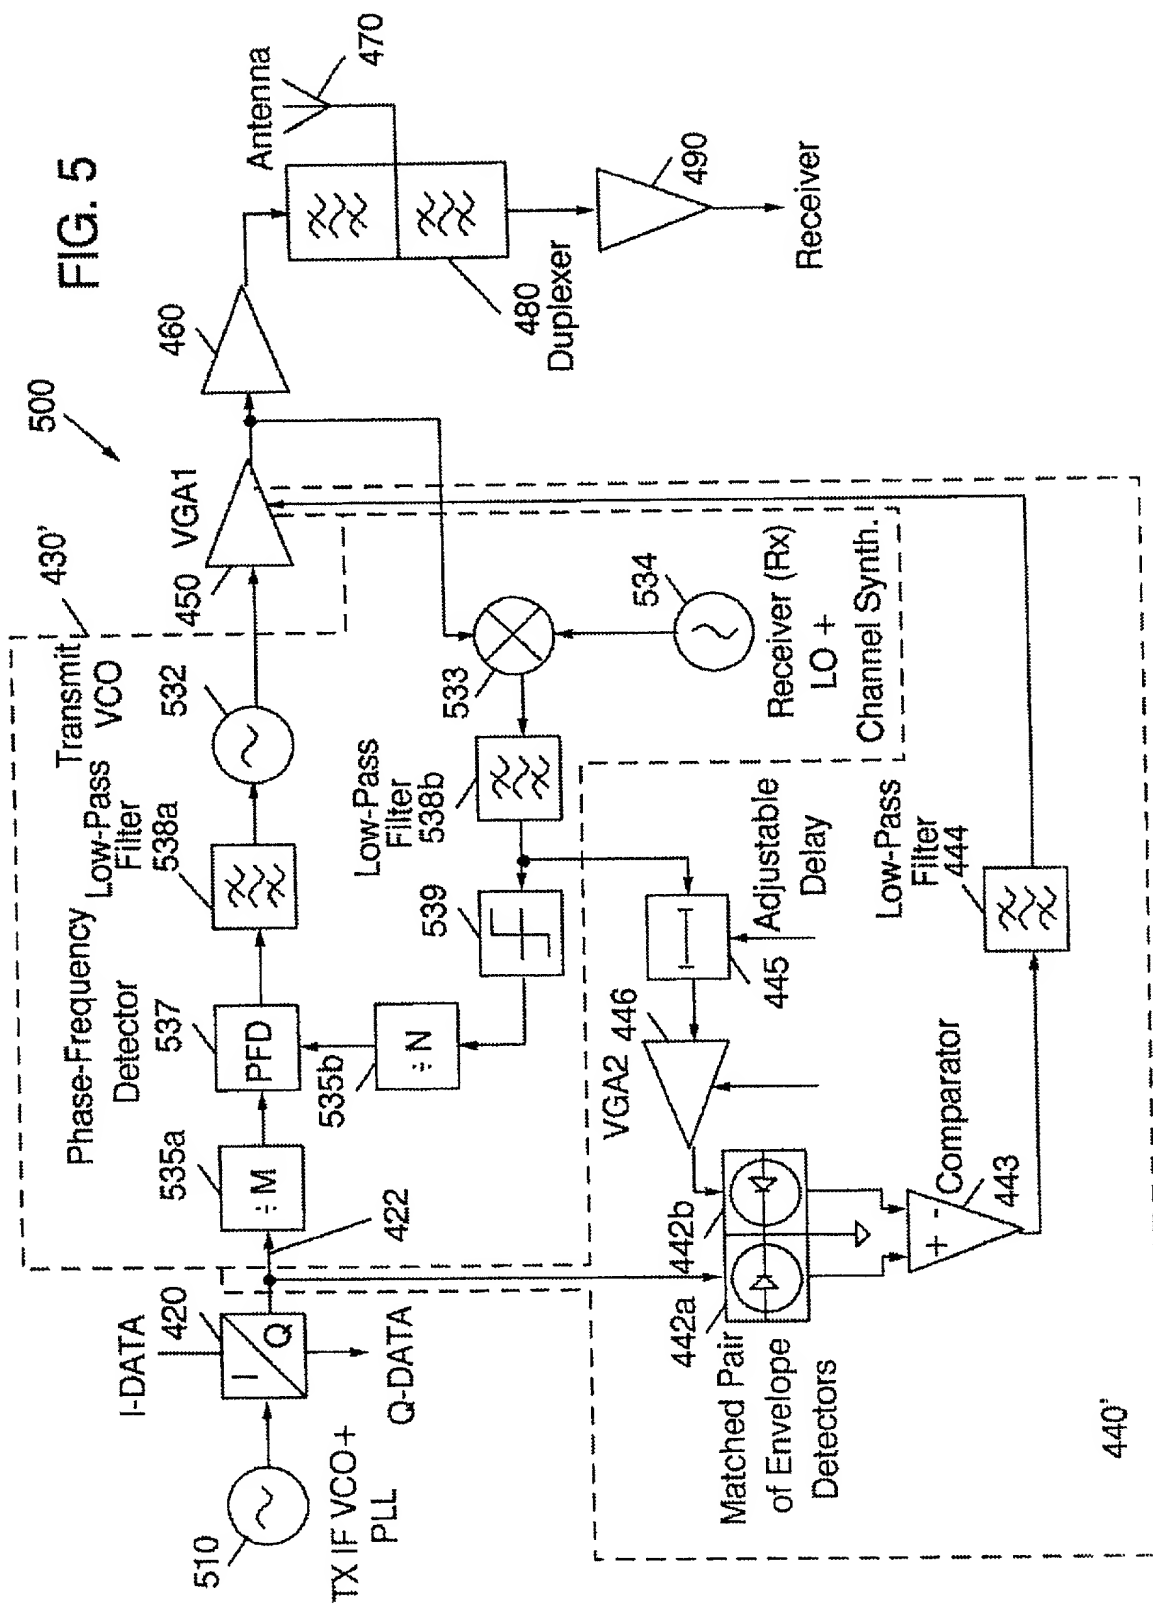 FIG. 5
500
430'
Transmit
VCO
532
Low-Pass
Filter
538a
Phase-Frequency
Detector
537
PFD
535a
÷M
422
I-DATA
420
I
Q
Q-DATA
510
TX IF VCO+
PLL
VGA1
450
460
Antenna
470
480
Duplexer
490
Receiver
533
534
Receiver (Rx)
LO +
Channel Synth.
Low-Pass
Filter
538b
539
÷N
535b
445
Adjustable
Delay
VGA2
446
442a
442b
Matched Pair
of Envelope
Detectors
+ -
Comparator
443
Low-Pass
Filter
444
440'